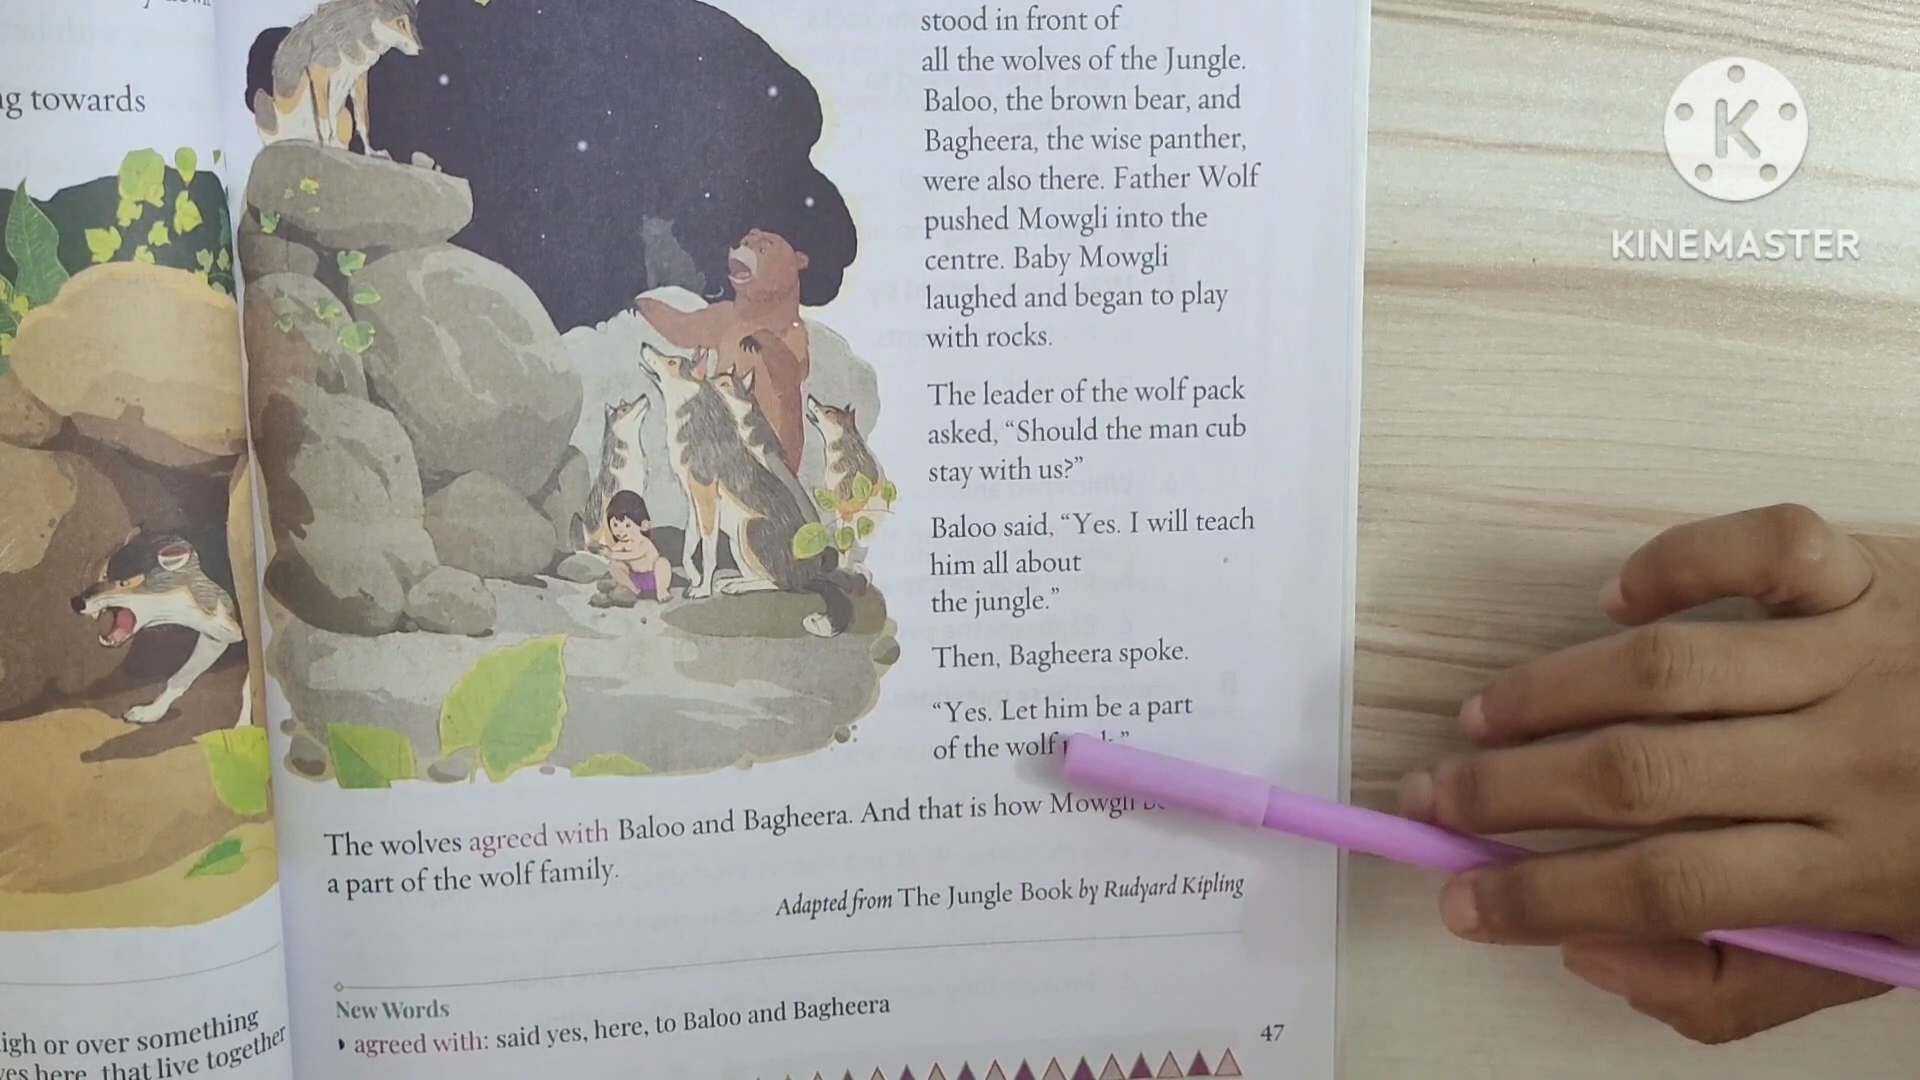 ng towards
stood in front of
all the wolves of the Jungle.
Baloo, the brown bear, and
Bagheera, the wise panther,
were also there. Father Wolf
pushed Mowgli into the
centre. Baby Mowgli
laughed and began to play
with rocks.
The leader of the wolf pack
asked, “Should the man cub
stay with us?”
Baloo said, “Yes. I will teach
him all about
the jungle.”
Then, Bagheera spoke.
“Yes. Let him be a part
of the wolf
The wolves agreed with Baloo and Bagheera. And that is how Mowgli
a part of the wolf family.
Adapted from The Jungle Book by Rudyard Kipling
New Words
agreed with: said yes, here, to Baloo and Bagheera
47
igh or over something
es here, that live together
K
KINEMASTER